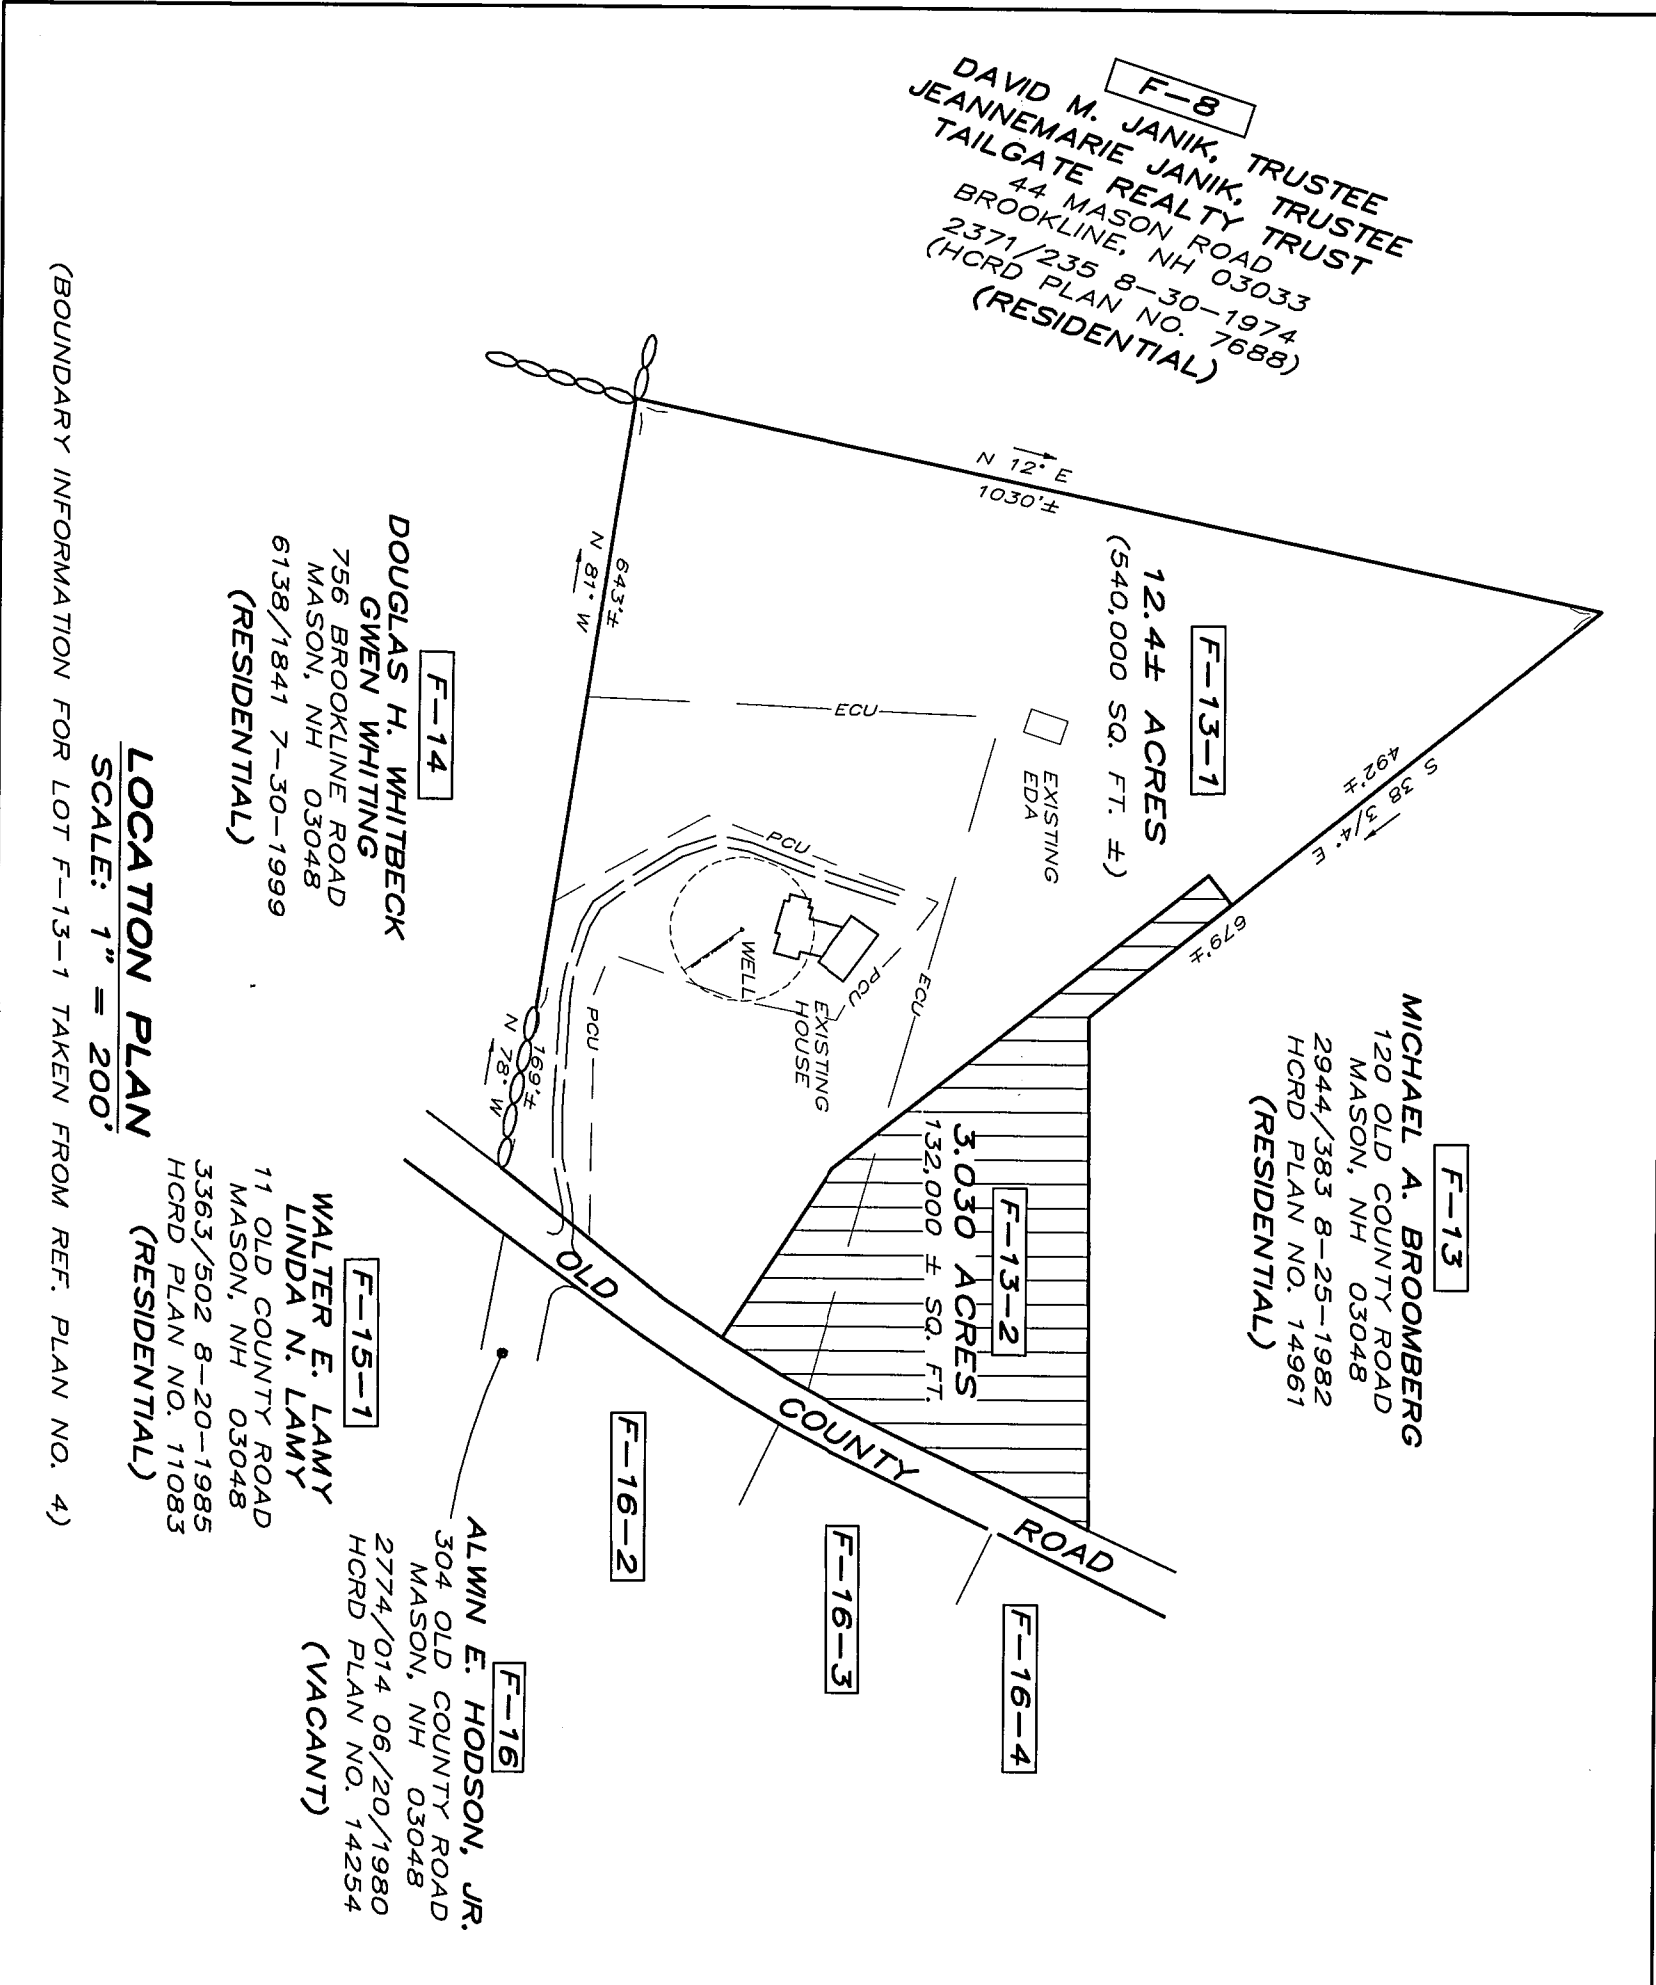 F-8
DAVID M. JANIK, TRUSTEE
JEANNEMARIE JANIK, TRUSTEE
TAILGATE REALTY TRUST
44 MASON ROAD
BROOKLINE, NH 03033
2371/235 8-30-1974
(HCRD PLAN NO. 7688)
(RESIDENTIAL)
N 12° E
1030'±
S 38 3/4° E
492'±
679'±
F-13
MICHAEL A. BROOMBERG
120 OLD COUNTY ROAD
MASON, NH 03048
2944/383 8-25-1982
HCRD PLAN NO. 14961
(RESIDENTIAL)
F-13-1
12.4± ACRES
(540,000 SQ. FT. ±)
EXISTING
EDA
ECU
ECU
PCU
PCU
PCU
WELL
EXISTING
HOUSE
F-13-2
3.030 ACRES
132,000 ± SQ. FT.
643'±
N 81° W
169'±
N 78° W
OLD COUNTY ROAD
F-16-4
F-16-3
F-16-2
F-16
ALWIN E. HODSON, JR.
304 OLD COUNTY ROAD
MASON, NH 03048
2774/014 06/20/1980
HCRD PLAN NO. 14254
(VACANT)
F-14
DOUGLAS H. WHITBECK
GWEN WHITING
756 BROOKLINE ROAD
MASON, NH 03048
6138/1841 7-30-1999
(RESIDENTIAL)
F-15-1
WALTER E. LAMY
LINDA N. LAMY
11 OLD COUNTY ROAD
MASON, NH 03048
3363/502 8-20-1985
HCRD PLAN NO. 11083
(RESIDENTIAL)
LOCATION PLAN
SCALE: 1" = 200'
(BOUNDARY INFORMATION FOR LOT F-13-1 TAKEN FROM REF. PLAN NO. 4)